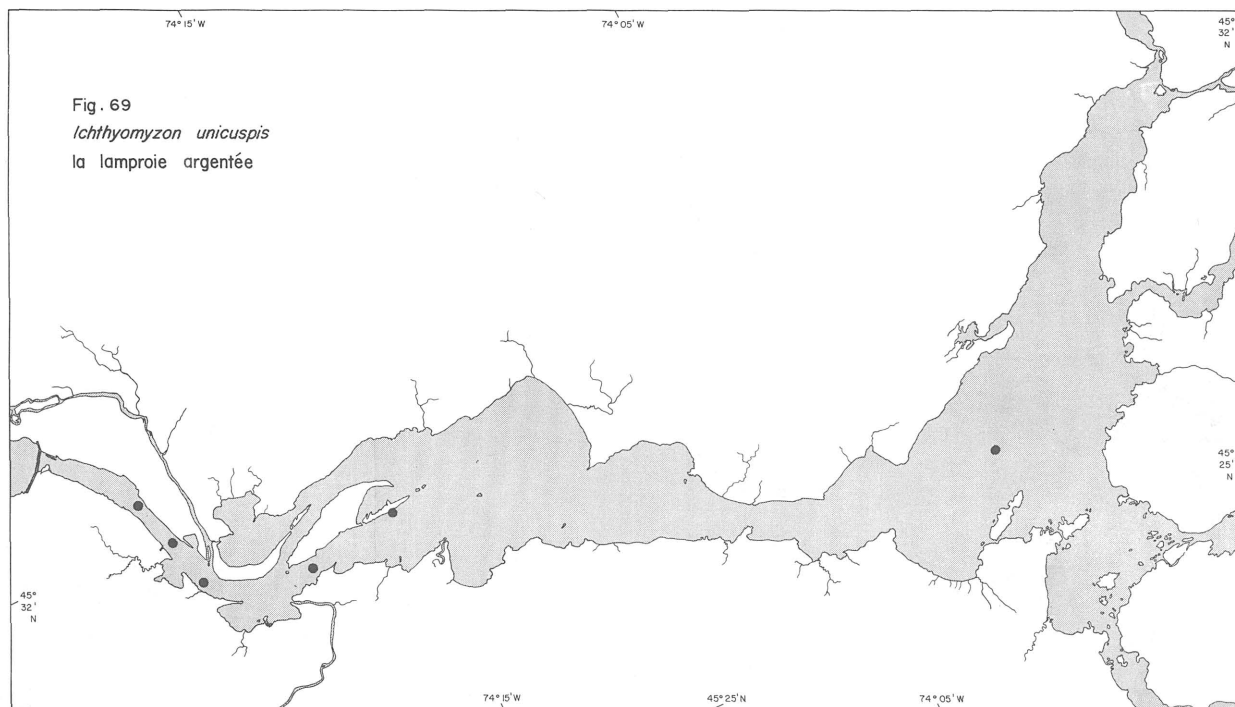 74° 15' W
74° 05' W
45°
32'
N
Fig. 69
Ichthyomyzon unicuspis
la lamproie argentée
45°
25'
N
45°
32'
N
74° 15' W
45° 25' N
74° 05' W